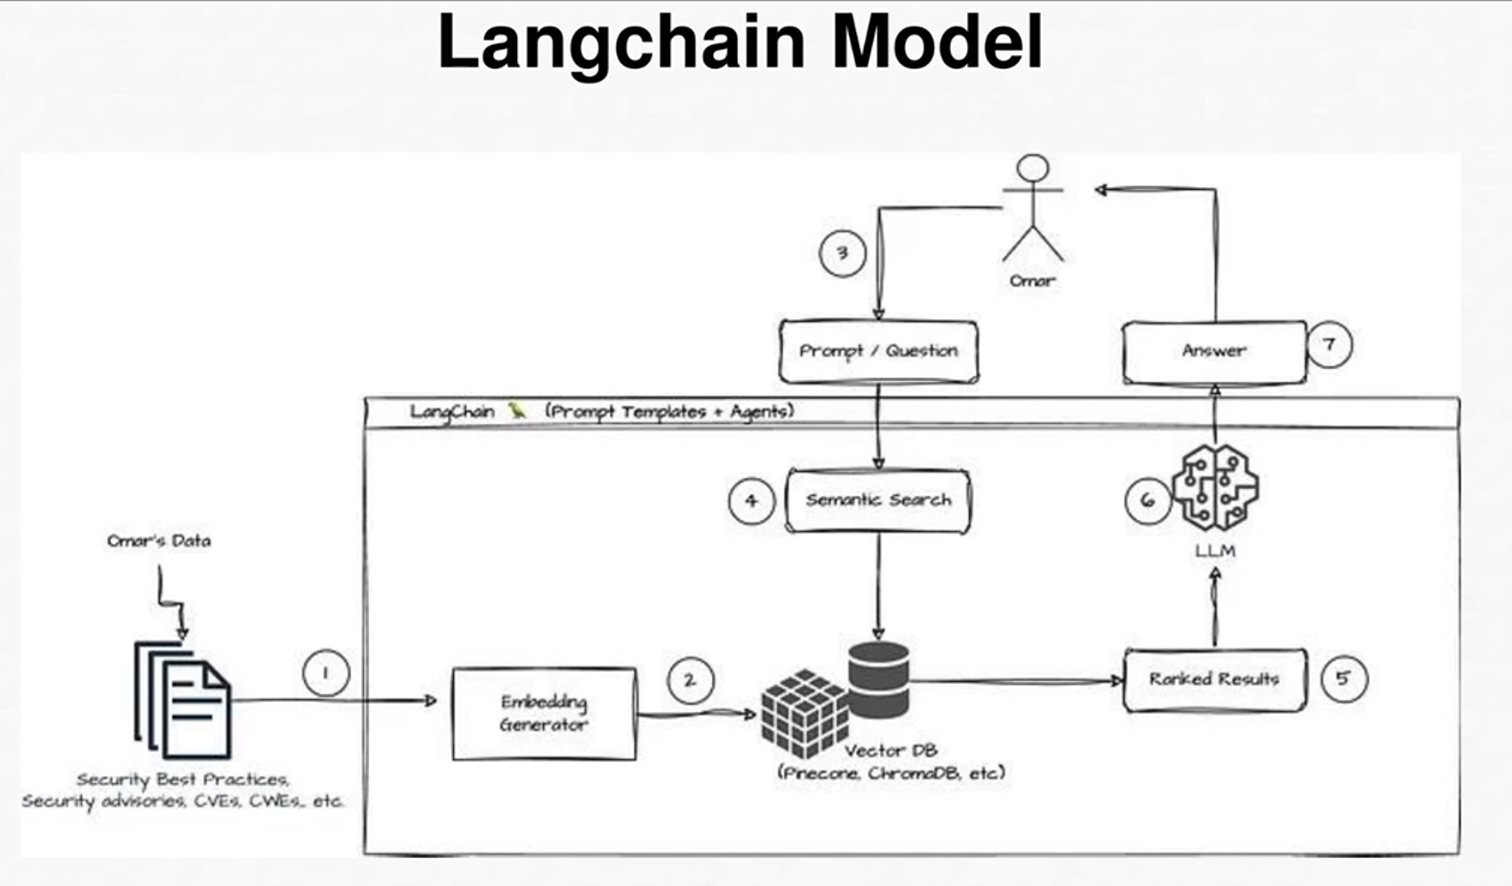 Langchain Model
Omar
3
Prompt / Question
Answer
7
LangChain (Prompt Templates + Agents)
4
Semantic Search
6
LLM
Omar's Data
1
2
Embedding
Generator
Ranked Results
5
Vector DB
(Pinecone, ChromaDB, etc)
Security Best Practices,
Security advisories, CVEs, CWEs,. etc.